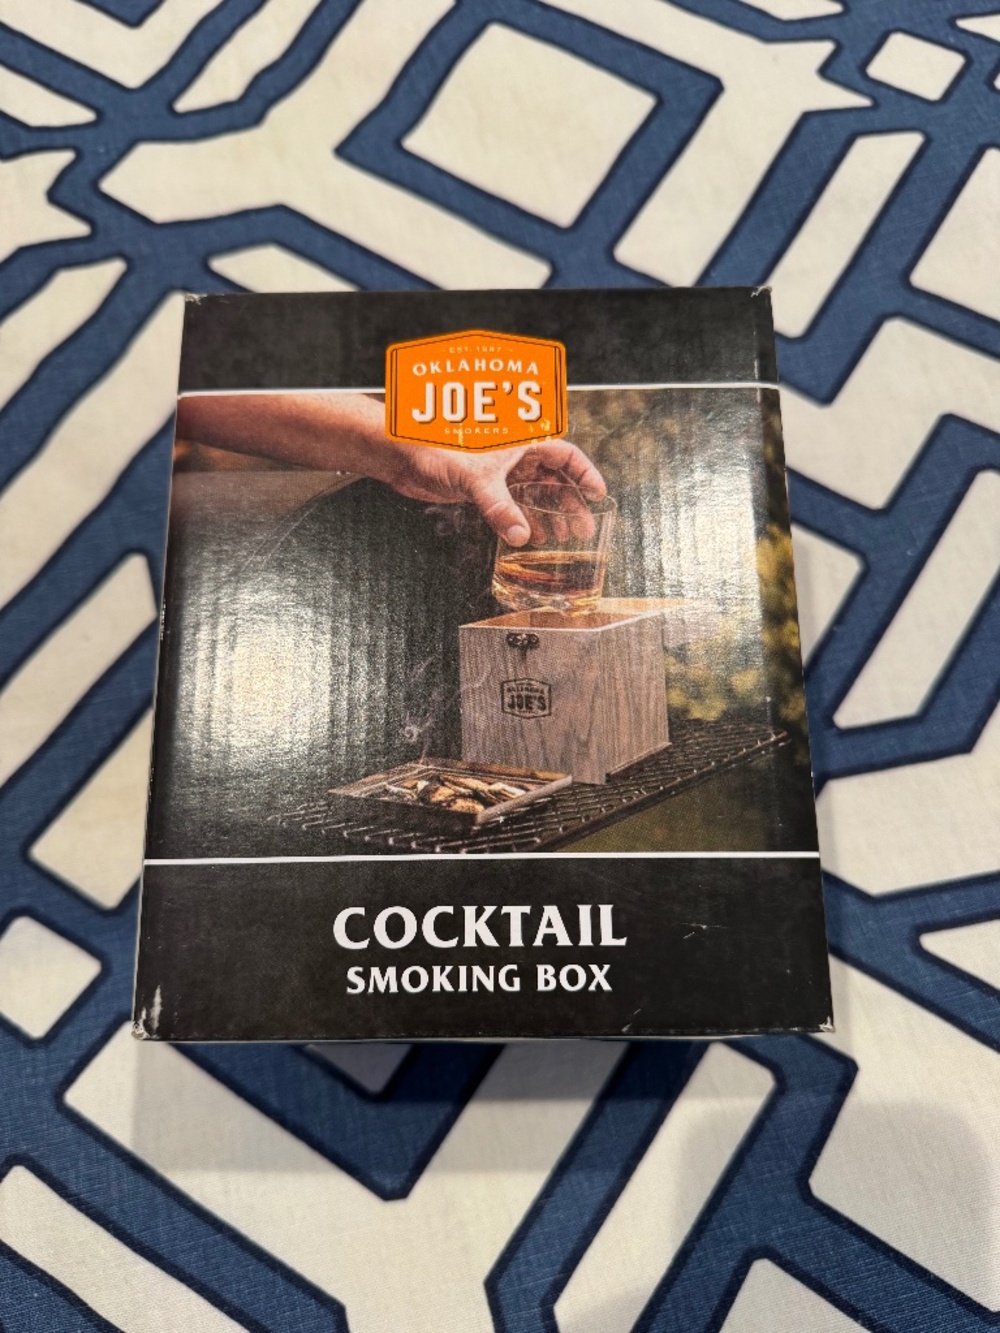 EST. 1987
OKLAHOMA
JOE'S
SMOKERS
OKLAHOMA
JOE'S
COCKTAIL
SMOKING BOX